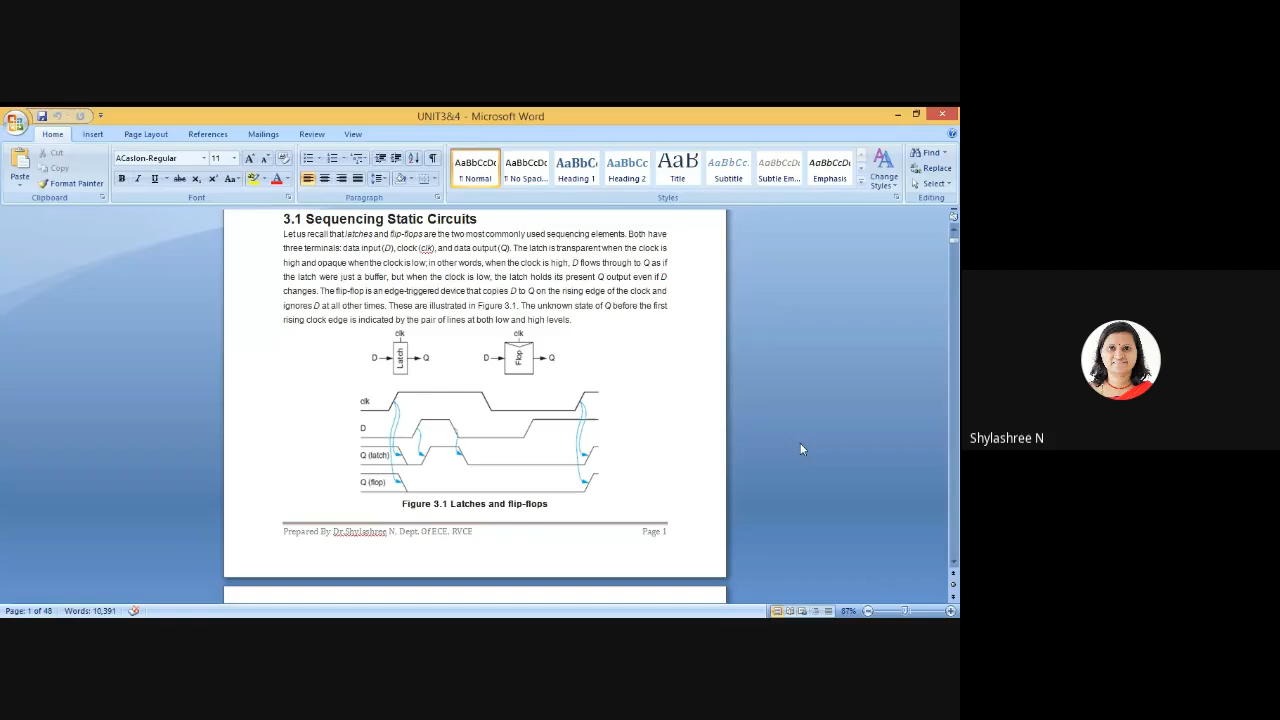 UNIT3&4 - Microsoft Word
Home Insert Page Layout References Mailings Review View
Paste
Cut
Copy
Format Painter
Clipboard
ACaslon-Regular 11
Font
Paragraph
AaBbCcDc AaBbCcDc AaBbC AaBbCc AaB AaBbCc. AaBbCcDc AaBbCcDc
¶ Normal ¶ No Spaci... Heading 1 Heading 2 Title Subtitle Subtle Em... Emphasis
Change
Styles
Styles
Find
Replace
Select
Editing
3.1 Sequencing Static Circuits
Let us recall that latches and flip-flops are the two most commonly used sequencing elements. Both have
three terminals: data input (D), clock (clk), and data output (Q). The latch is transparent when the clock is
high and opaque when the clock is low; in other words, when the clock is high, D flows through to Q as if
the latch were just a buffer, but when the clock is low, the latch holds its present Q output even if D
changes. The flip-flop is an edge-triggered device that copies D to Q on the rising edge of the clock and
ignores D at all other times. These are illustrated in Figure 3.1. The unknown state of Q before the first
rising clock edge is indicated by the pair of lines at both low and high levels.
clk clk
D Latch Q D Flop Q
clk
D
Q (latch)
Q (flop)
Figure 3.1 Latches and flip-flops
Prepared By Dr.Shylashree N, Dept. Of ECE, RVCE Page 1
Page: 1 of 48 Words: 10,391 87%
Shylashree N